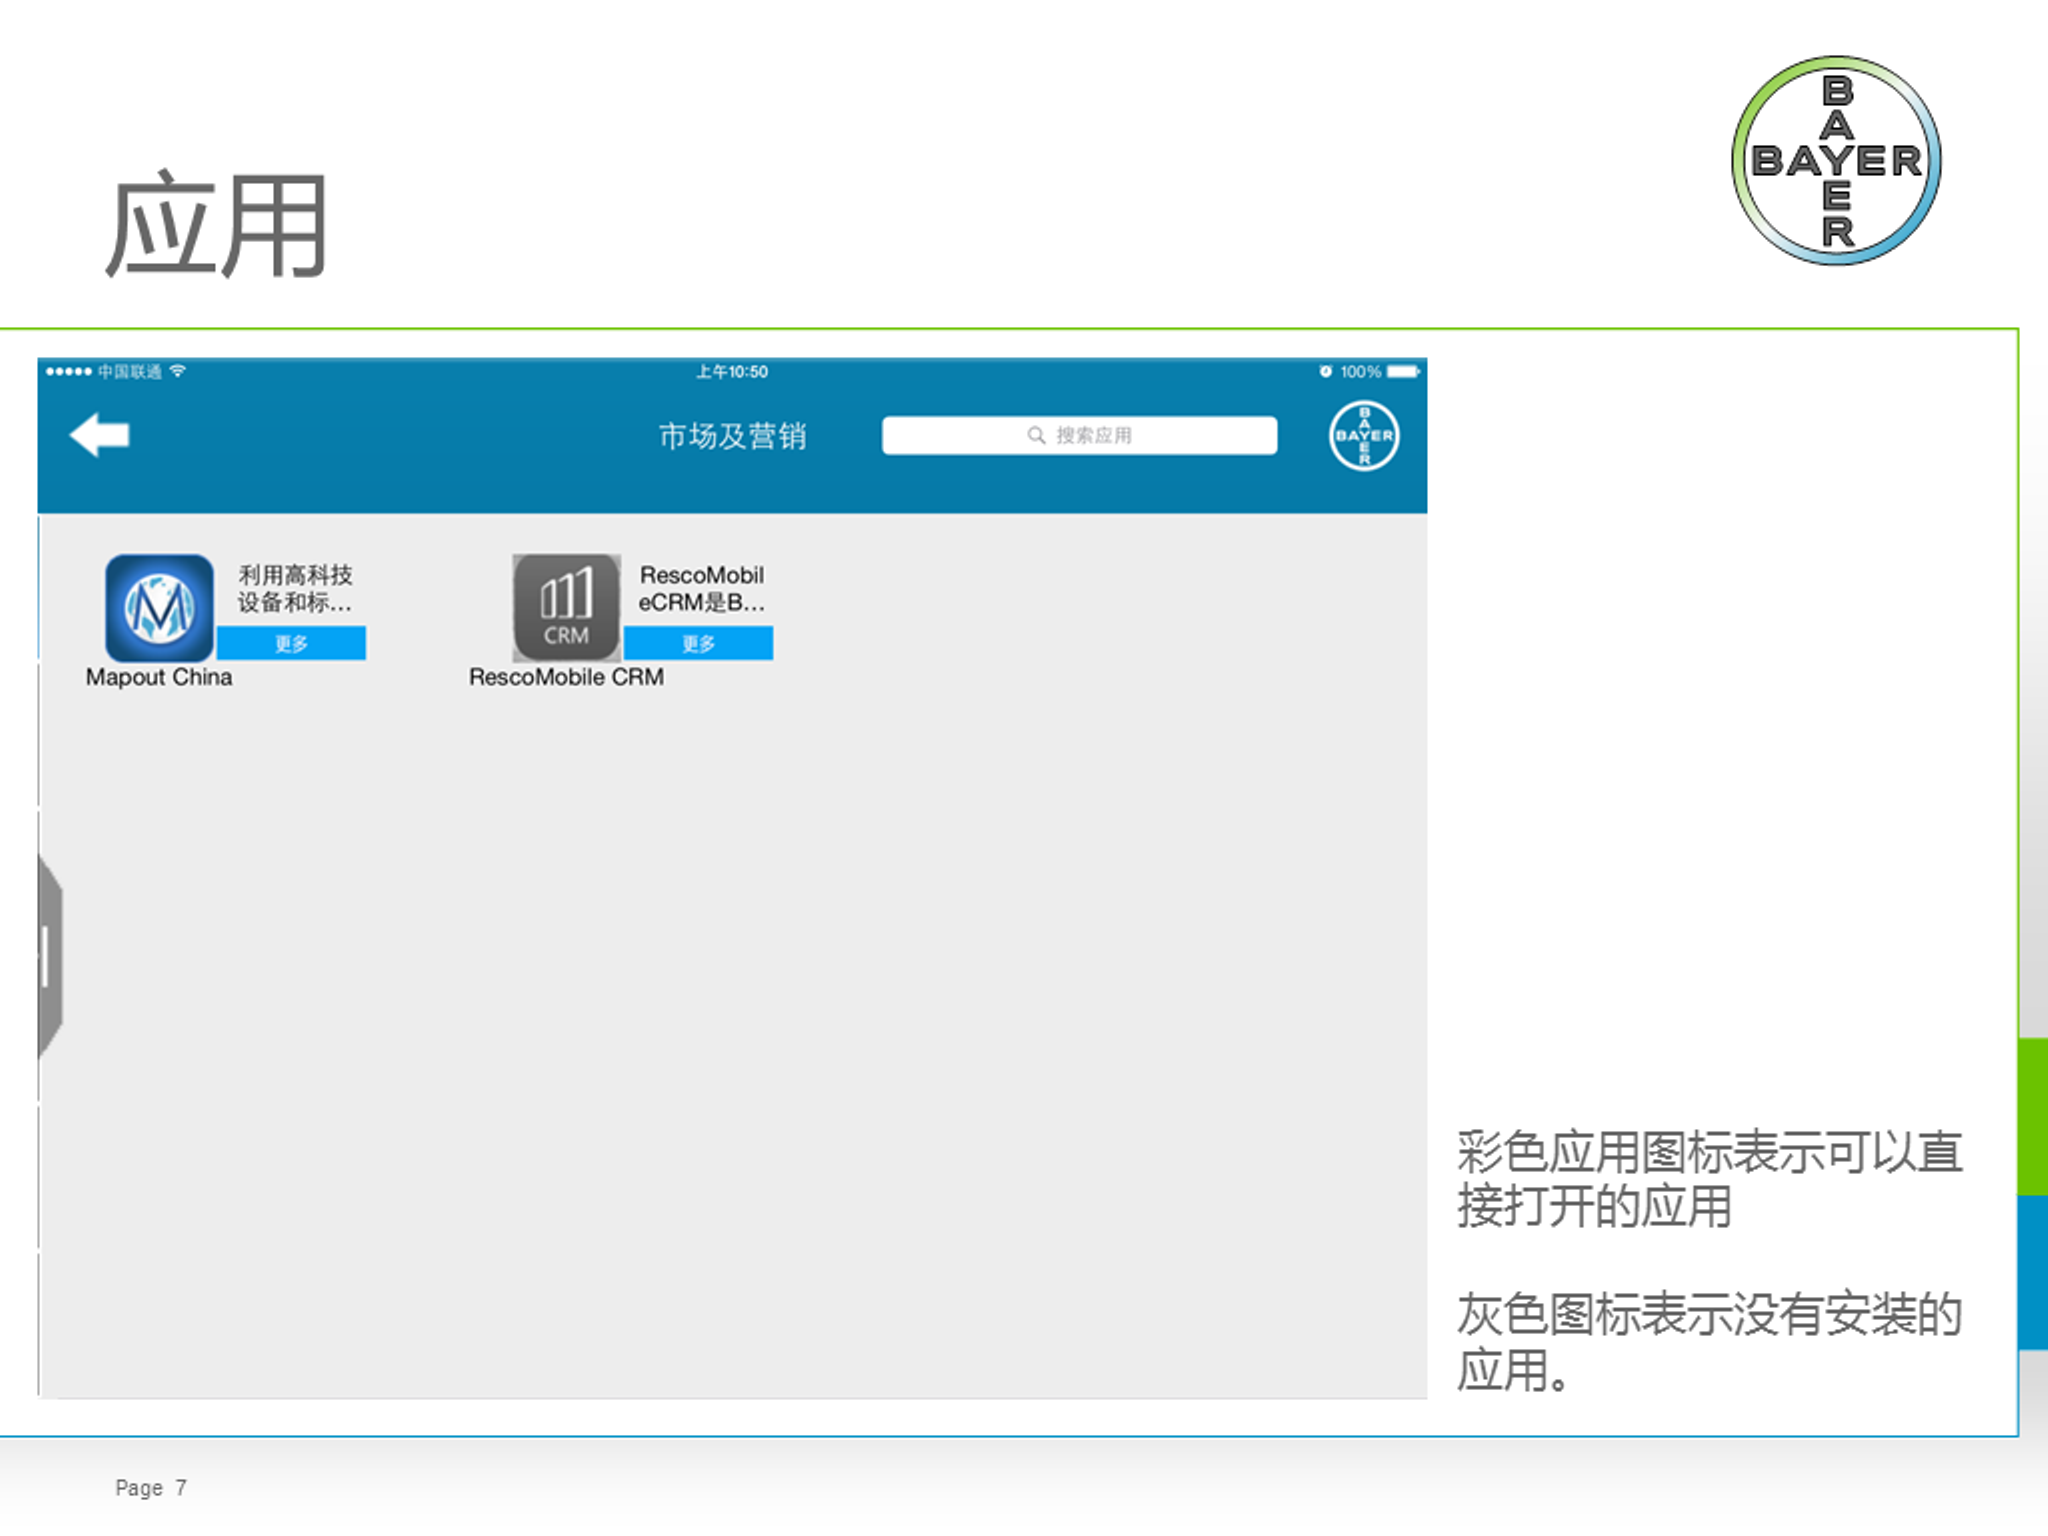 应用
BAYER
BAYER
中国联通
上午10:50
100%
市场及营销
搜索应用
BAYER
BAYER
利用高科技
设备和标...
更多
Mapout China
CRM
RescoMobil
eCRM是B...
更多
RescoMobile CRM
彩色应用图标表示可以直
接打开的应用
灰色图标表示没有安装的
应用。
Page 7